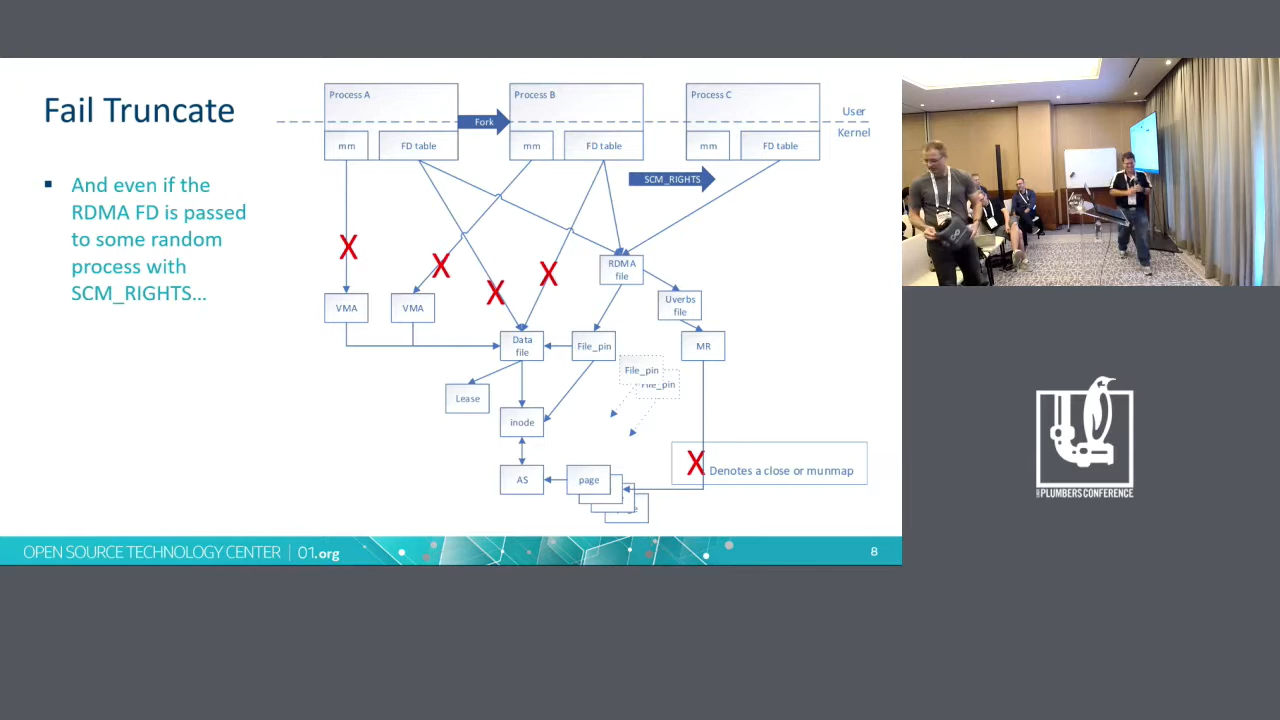 Fail Truncate
▪ And even if the
RDMA FD is passed
to some random
process with
SCM_RIGHTS...
Process A
Process B
Process C
Fork
User
Kernel
mm
FD table
mm
FD table
mm
FD table
SCM_RIGHTS
X
X
X
X
RDMA
file
Uverbs
file
VMA
VMA
Data
file
File_pin
MR
File_pin
File_pin
Lease
inode
AS
page
X Denotes a close or munmap
OPEN SOURCE TECHNOLOGY CENTER | 01.org
8
PLUMBERS CONFERENCE